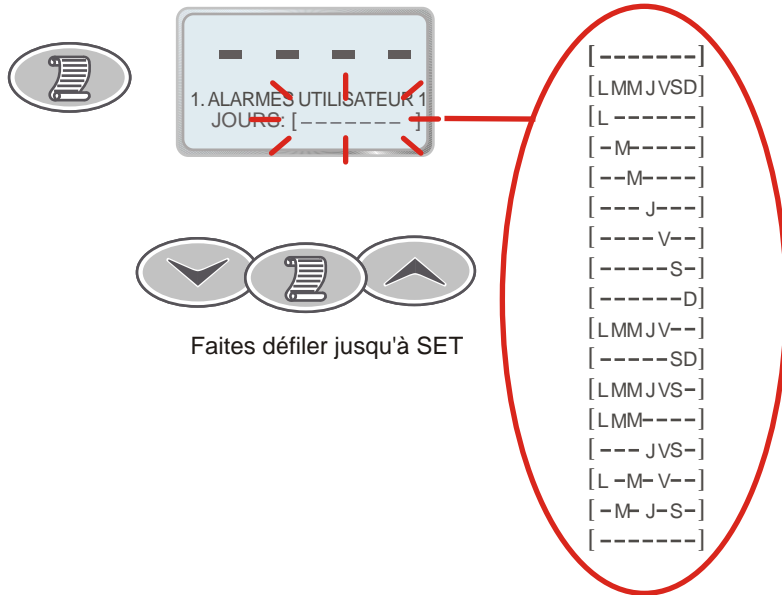 – – – –
1. ALARMES UTILISATEUR 1
JOURS: [ – – – – – – – ]
Faites défiler jusqu'à SET
[-------]
[LMMJVSD]
[L ------]
[-M-----]
[--M----]
[--- J---]
[---- V--]
[-----S-]
[------D]
[LMMJV--]
[-----SD]
[LMMJVS-]
[LMM----]
[--- JVS-]
[L -M- V--]
[-M- J-S-]
[-------]